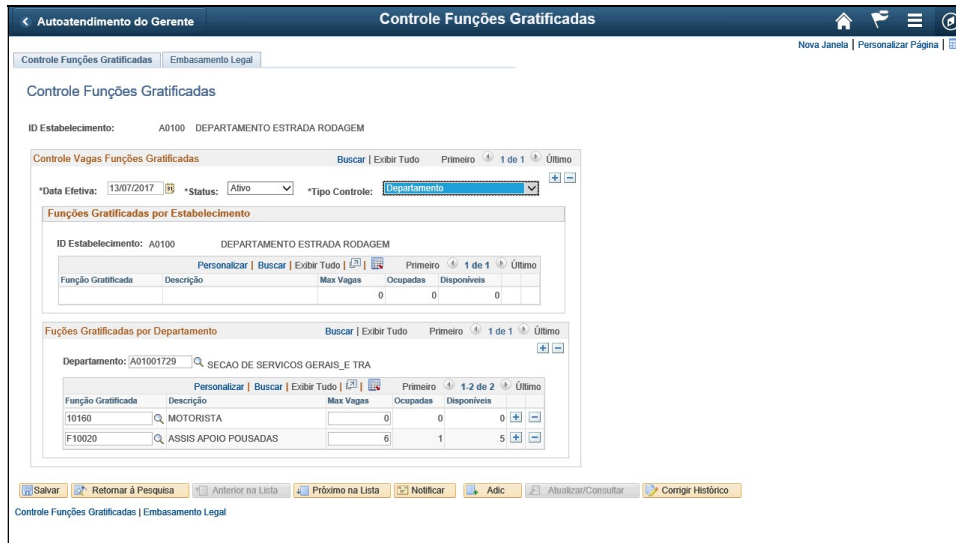 Autoatendimento do Gerente Controle Funções Gratificadas
Nova Janela | Personalizar Página |
Controle Funções Gratificadas Embasamento Legal
Controle Funções Gratificadas
ID Estabelecimento: A0100 DEPARTAMENTO ESTRADA RODAGEM
Controle Vagas Funções Gratificadas Buscar | Exibir Tudo Primeiro 1 de 1 Último
*Data Efetiva: 13/07/2017 *Status: Ativo *Tipo Controle: Departamento
Funções Gratificadas por Estabelecimento
ID Estabelecimento: A0100 DEPARTAMENTO ESTRADA RODAGEM
Personalizar | Buscar | Exibir Tudo | | Primeiro 1 de 1 Último
Função Gratificada Descrição Max Vagas Ocupadas Disponíveis
0 0 0
Fuções Gratificadas por Departamento Buscar | Exibir Tudo Primeiro 1 de 1 Último
Departamento: A01001729 SECAO DE SERVICOS GERAIS_E TRA
Personalizar | Buscar | Exibir Tudo | | Primeiro 1-2 de 2 Último
Função Gratificada Descrição Max Vagas Ocupadas Disponíveis
10160 MOTORISTA 0 0 0
F10020 ASSIS APOIO POUSADAS 6 1 5
Salvar Retornar à Pesquisa Anterior na Lista Próximo na Lista Notificar Adic Atualizar/Consultar Corrigir Histórico
Controle Funções Gratificadas | Embasamento Legal